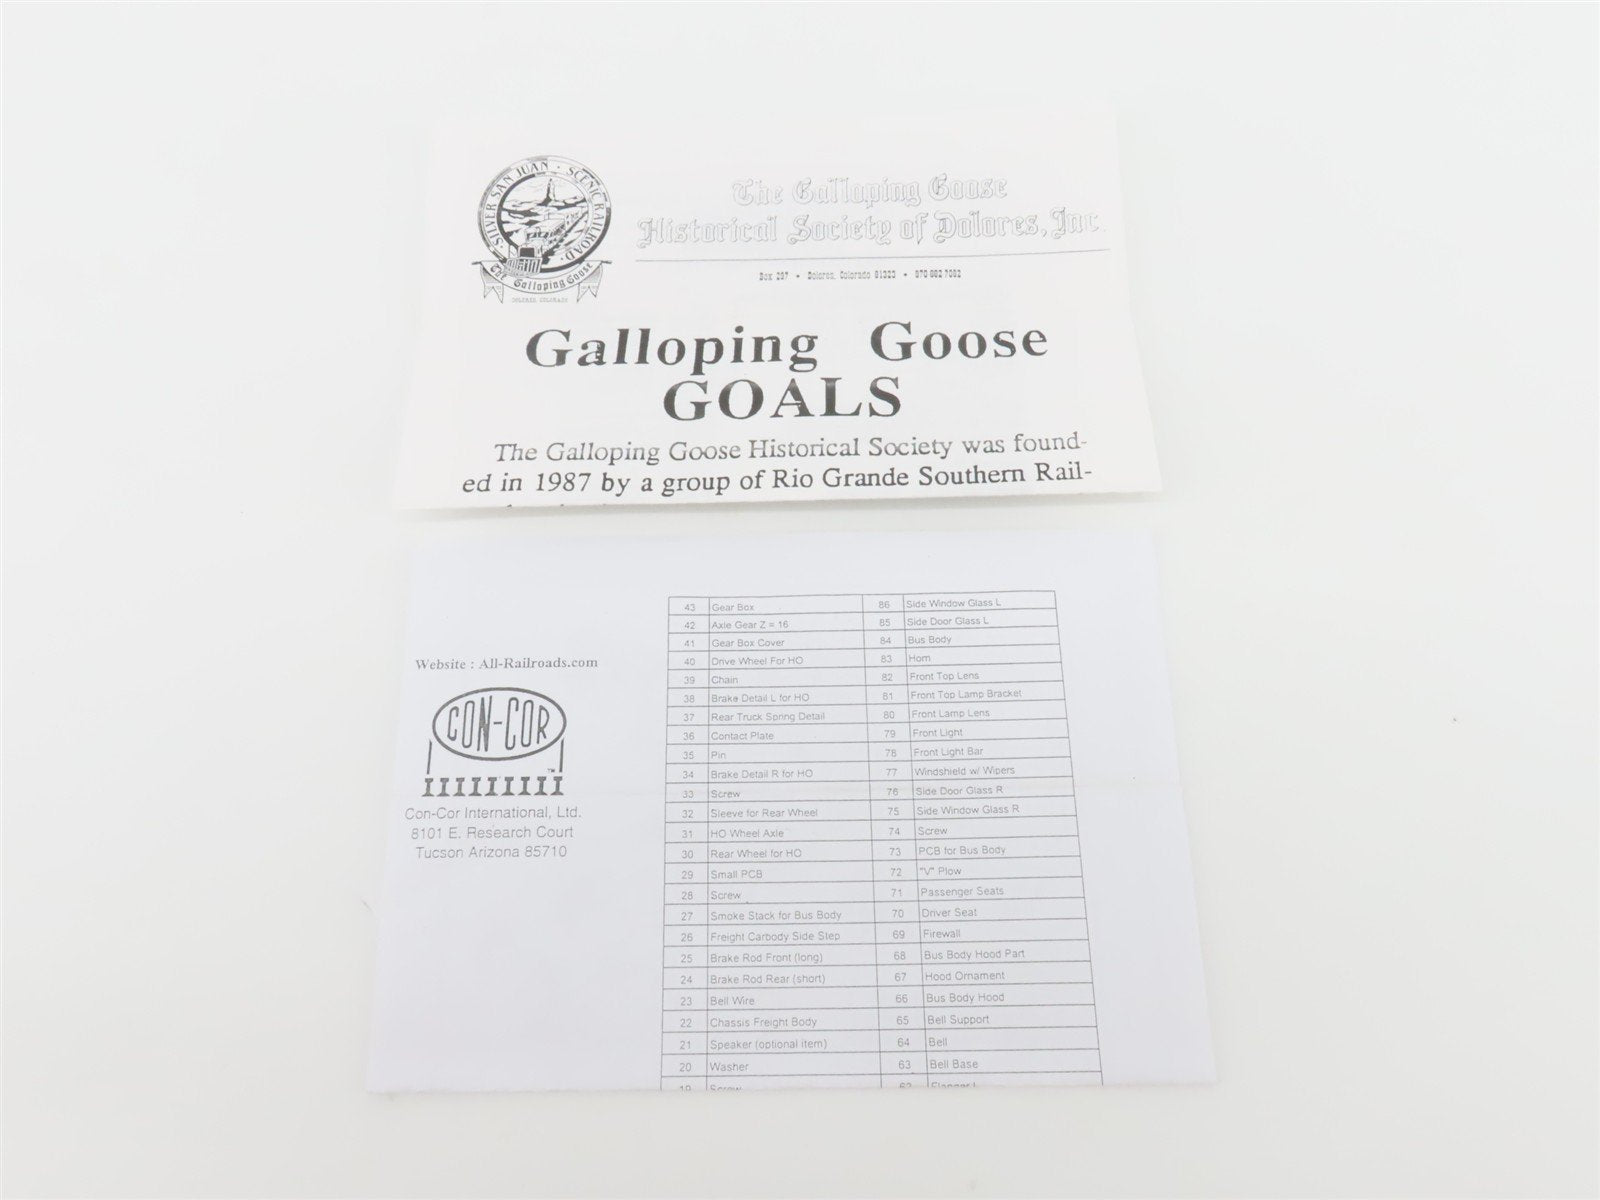 SILVER SAN JUAN · SCENIC RAILROAD ·
The Galloping Goose
DOLORES COLORADO
The Galloping Goose
Historical Society of Dolores, Inc.
Dolores, Colorado
Galloping Goose
GOALS
The Galloping Goose Historical Society was found-
ed in 1987 by a group of Rio Grande Southern Rail-
Website : All-Railroads.com
CON-COR
TM
Con-Cor International, Ltd.
8101 E. Research Court
Tucson Arizona 85710
43 Gear Box 86 Side Window Glass L
42 Axle Gear Z = 16 85 Side Door Glass L
41 Gear Box Cover 84 Bus Body
40 Drive Wheel For HO 83 Horn
39 Chain 82 Front Top Lens
38 Brake Detail L for HO 81 Front Top Lamp Bracket
37 Rear Truck Spring Detail 80 Front Lamp Lens
36 Contact Plate 79 Front Light
35 Pin 78 Front Light Bar
34 Brake Detail R for HO 77 Windshield w/ Wipers
33 Screw 76 Side Door Glass R
32 Sleeve for Rear Wheel 75 Side Window Glass R
31 HO Wheel Axle 74 Screw
30 Rear Wheel for HO 73 PCB for Bus Body
29 Small PCB 72 "V" Plow
28 Screw 71 Passenger Seats
27 Smoke Stack for Bus Body 70 Driver Seat
26 Freight Carbody Side Step 69 Firewall
25 Brake Rod Front (long) 68 Bus Body Hood Part
24 Brake Rod Rear (short) 67 Hood Ornament
23 Bell Wire 66 Bus Body Hood
22 Chassis Freight Body 65 Bell Support
21 Speaker (optional item) 64 Bell
20 Washer 63 Bell Base
19 Screw 62 Flanger L